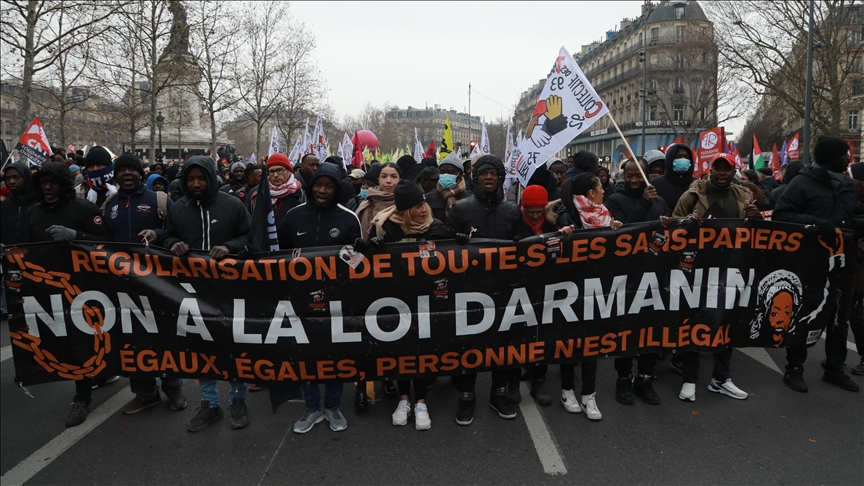 RÉGULARISATION DE TOU·TE·S LES SANS-PAPIERS
NON À LA LOI DARMANIN
ÉGAUX, ÉGALES, PERSONNE N'EST ILLÉGAL